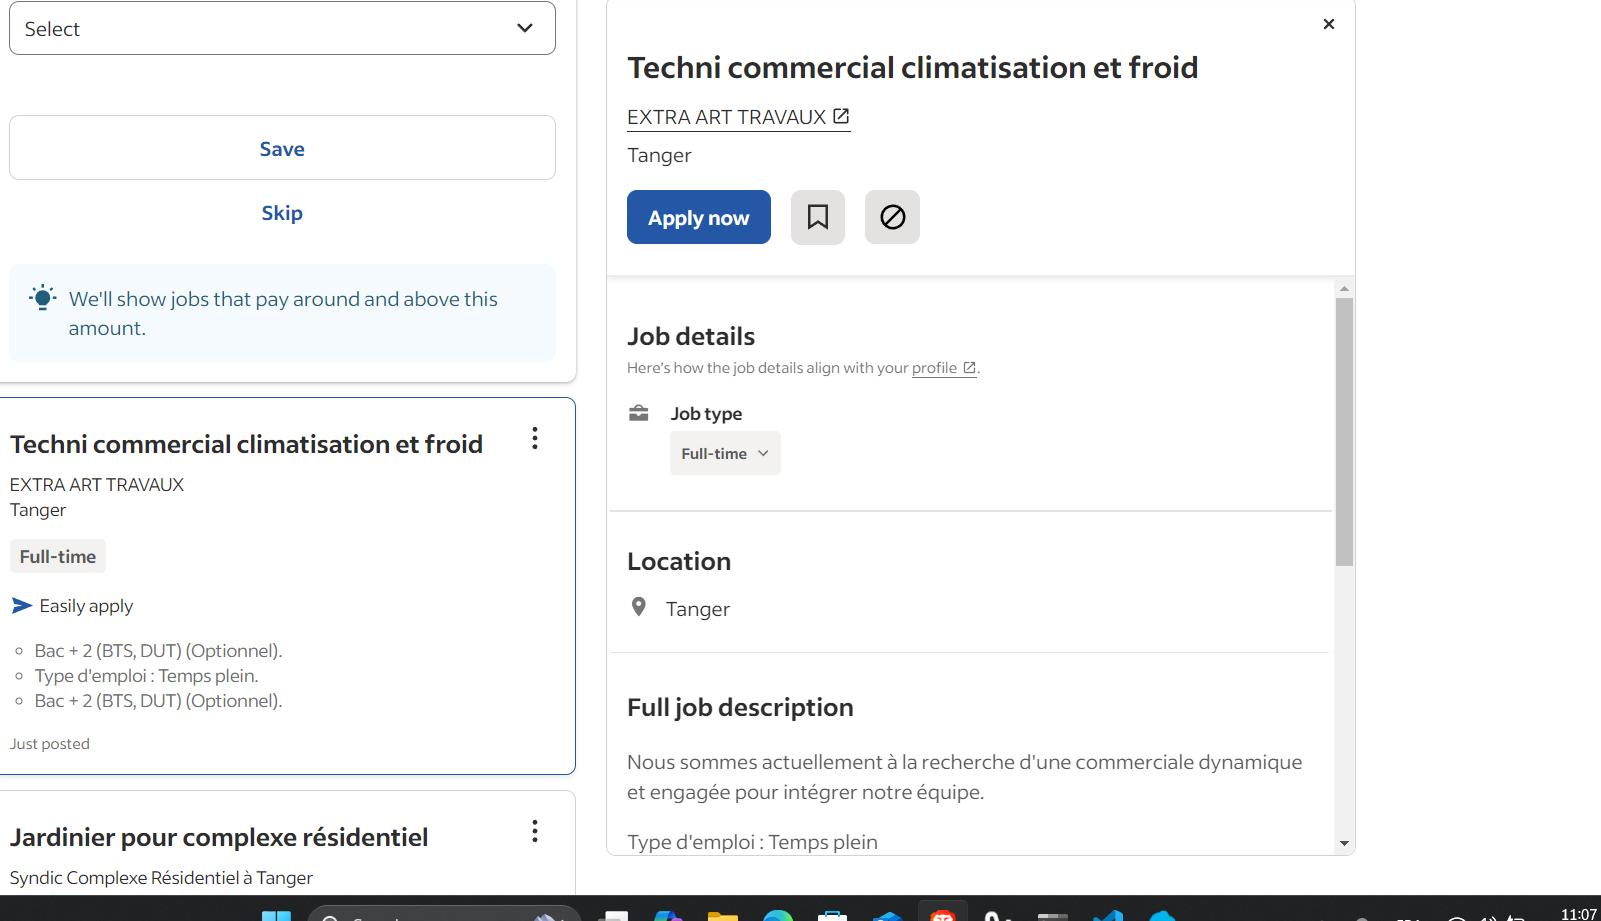 Select
Save
Skip
We'll show jobs that pay around and above this
amount.
Techni commercial climatisation et froid
EXTRA ART TRAVAUX
Tanger
Full-time
Easily apply
Bac + 2 (BTS, DUT) (Optionnel).
Type d'emploi : Temps plein.
Bac + 2 (BTS, DUT) (Optionnel).
Just posted
Jardinier pour complexe résidentiel
Syndic Complexe Résidentiel à Tanger
Techni commercial climatisation et froid
EXTRA ART TRAVAUX
Tanger
Apply now
Job details
Here's how the job details align with your profile.
Job type
Full-time
Location
Tanger
Full job description
Nous sommes actuellement à la recherche d'une commerciale dynamique
et engagée pour intégrer notre équipe.
Type d'emploi : Temps plein
11:07